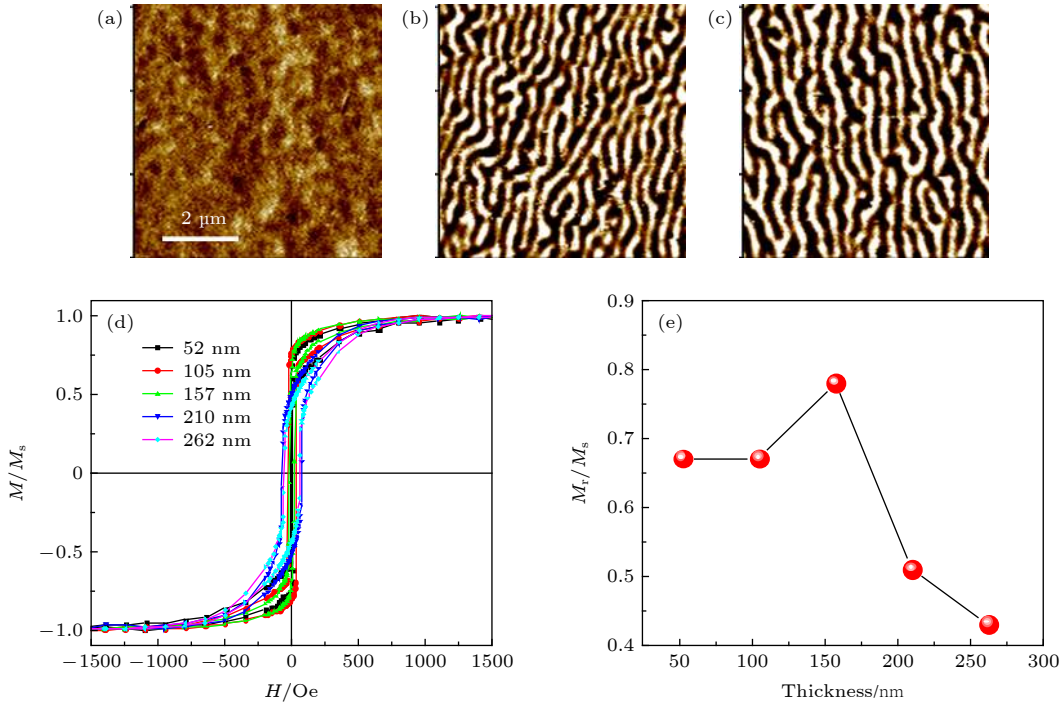 (a)
(b)
(c)
2 µm
(d)
52 nm
105 nm
157 nm
210 nm
262 nm
1.0
0.5
0
−0.5
−1.0
M/Ms
−1500 −1000 −500 0 500 1000 1500
H/Oe
(e)
0.9
0.8
0.7
0.6
0.5
0.4
Mr/Ms
50 100 150 200 250 300
Thickness/nm